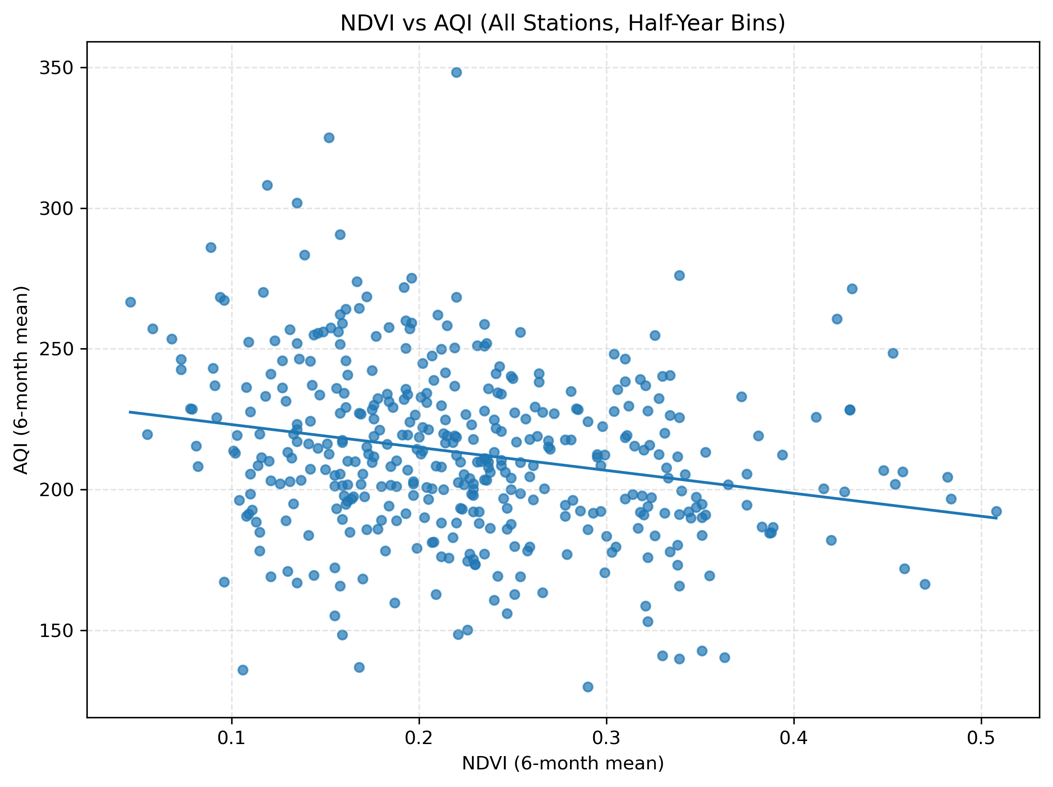 NDVI vs AQI (All Stations, Half-Year Bins)
350
300
250
200
150
AQI (6-month mean)
0.1 0.2 0.3 0.4 0.5
NDVI (6-month mean)